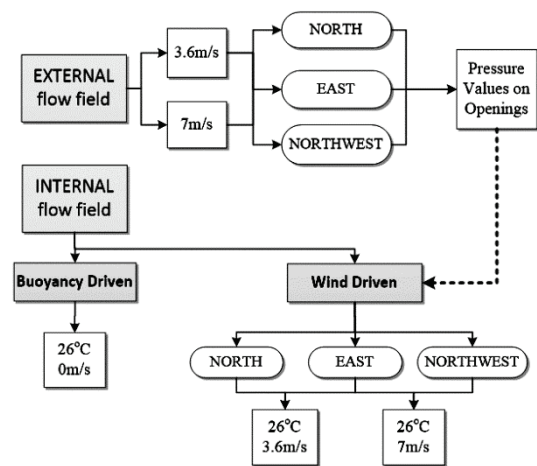 EXTERNAL
flow field
3.6m/s
7m/s
NORTH
EAST
NORTHWEST
Pressure
Values on
Openings
INTERNAL
flow field
Buoyancy Driven
Wind Driven
26°C
0m/s
NORTH
EAST
NORTHWEST
26°C
3.6m/s
26°C
7m/s